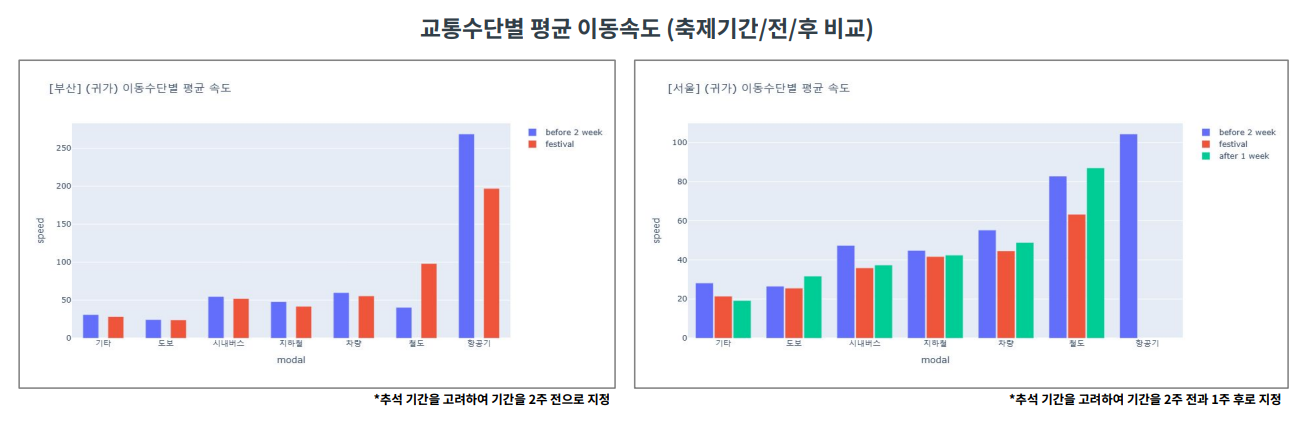 교통수단별 평균 이동속도 (축제기간/전/후 비교)
[부산] (귀가) 이동수단별 평균 속도
before 2 week
festival
250
200
150
100
50
0
speed
기타 도보 시내버스 지하철 차량 철도 항공기
modal
*추석 기간을 고려하여 기간을 2주 전으로 지정
[서울] (귀가) 이동수단별 평균 속도
before 2 week
festival
after 1 week
100
80
60
40
20
0
speed
기타 도보 시내버스 지하철 차량 철도 항공기
modal
*추석 기간을 고려하여 기간을 2주 전과 1주 후로 지정